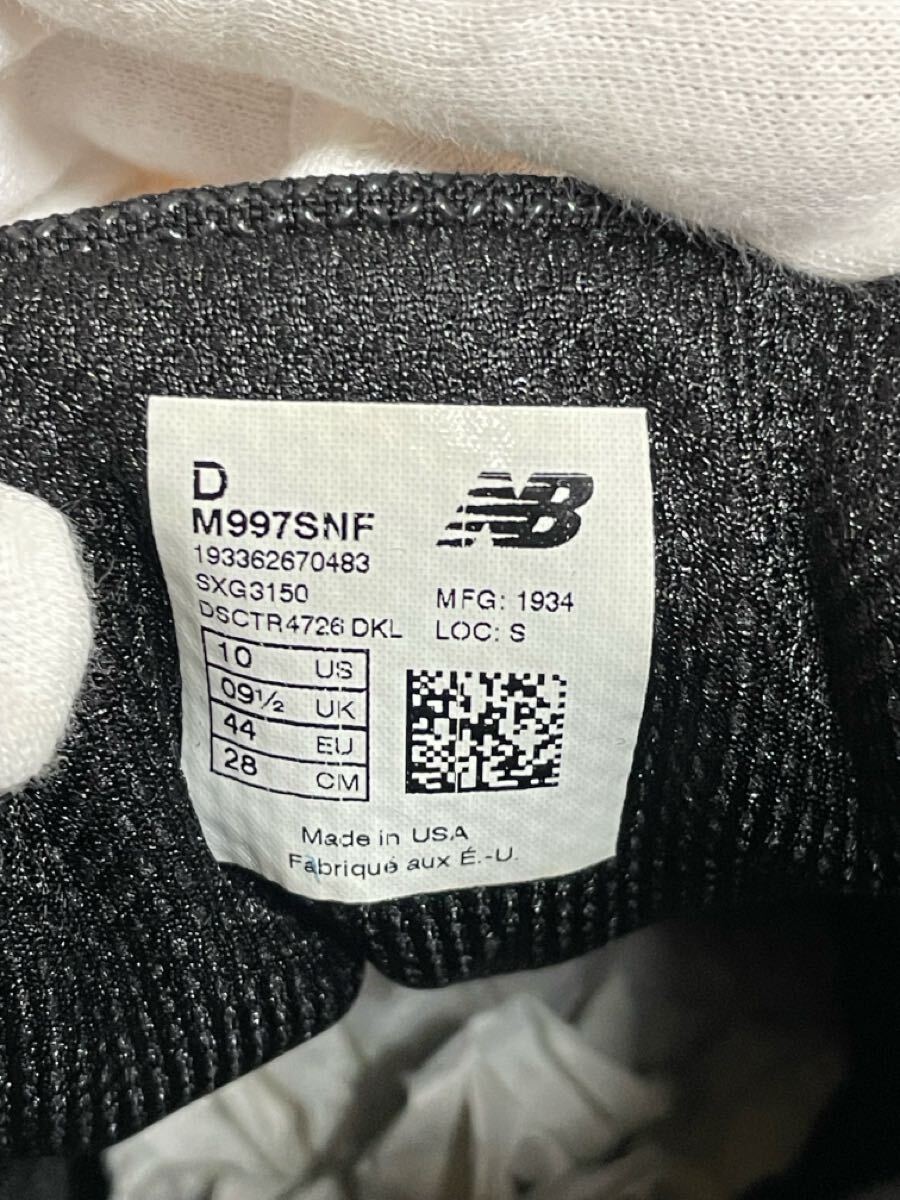 D
M997SNF
193362670483
SXG3150
DSCTR4726 DKL
NB
MFG: 1934
LOC: S
10 US
09½ UK
44 EU
28 CM
Made in USA
Fabriqué aux É.-U.